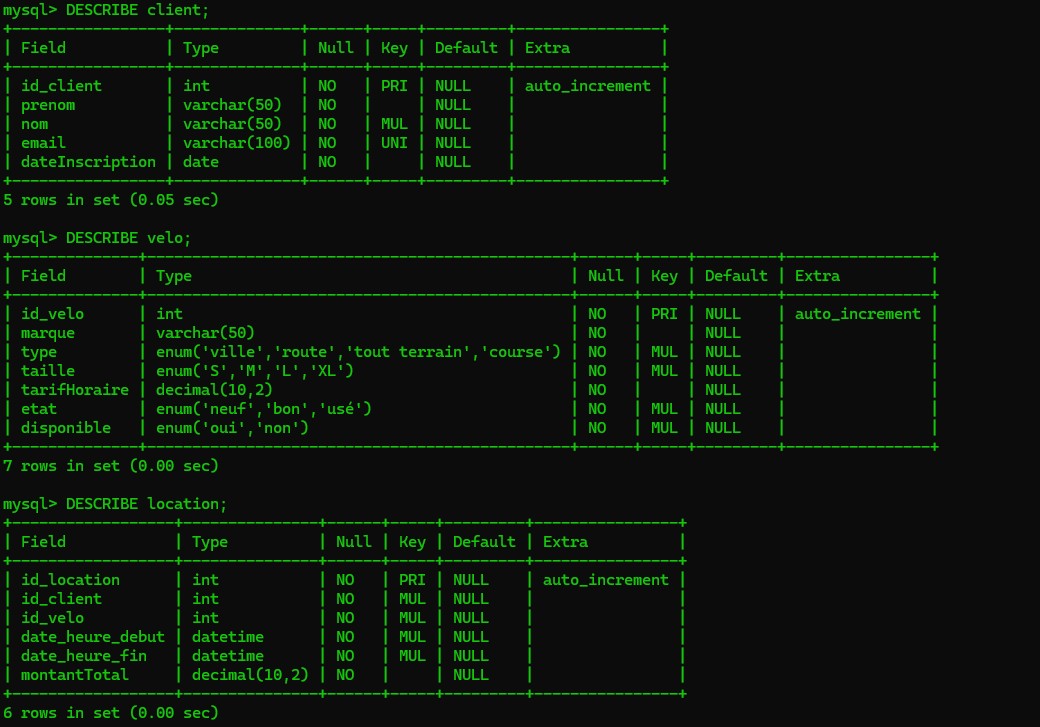 mysql> DESCRIBE client;
+-----------------+--------------+------+-----+---------+----------------+
| Field           | Type         | Null | Key | Default | Extra          |
+-----------------+--------------+------+-----+---------+----------------+
| id_client       | int          | NO   | PRI | NULL    | auto_increment |
| prenom          | varchar(50)  | NO   |     | NULL    |                |
| nom             | varchar(50)  | NO   | MUL | NULL    |                |
| email           | varchar(100) | NO   | UNI | NULL    |                |
| dateInscription | date         | NO   |     | NULL    |                |
+-----------------+--------------+------+-----+---------+----------------+
5 rows in set (0.05 sec)
mysql> DESCRIBE velo;
+--------------+-----------------------------------------------+------+-----+---------+----------------+
| Field        | Type                                          | Null | Key | Default | Extra          |
+--------------+-----------------------------------------------+------+-----+---------+----------------+
| id_velo      | int                                           | NO   | PRI | NULL    | auto_increment |
| marque       | varchar(50)                                   | NO   |     | NULL    |                |
| type         | enum('ville','route','tout terrain','course') | NO   | MUL | NULL    |                |
| taille       | enum('S','M','L','XL')                        | NO   | MUL | NULL    |                |
| tarifHoraire | decimal(10,2)                                 | NO   |     | NULL    |                |
| etat         | enum('neuf','bon','usé')                      | NO   | MUL | NULL    |                |
| disponible   | enum('oui','non')                             | NO   | MUL | NULL    |                |
+--------------+-----------------------------------------------+------+-----+---------+----------------+
7 rows in set (0.00 sec)
mysql> DESCRIBE location;
+------------------+---------------+------+-----+---------+----------------+
| Field            | Type          | Null | Key | Default | Extra          |
+------------------+---------------+------+-----+---------+----------------+
| id_location      | int           | NO   | PRI | NULL    | auto_increment |
| id_client        | int           | NO   | MUL | NULL    |                |
| id_velo          | int           | NO   | MUL | NULL    |                |
| date_heure_debut | datetime      | NO   | MUL | NULL    |                |
| date_heure_fin   | datetime      | NO   | MUL | NULL    |                |
| montantTotal     | decimal(10,2) | NO   |     | NULL    |                |
+------------------+---------------+------+-----+---------+----------------+
6 rows in set (0.00 sec)